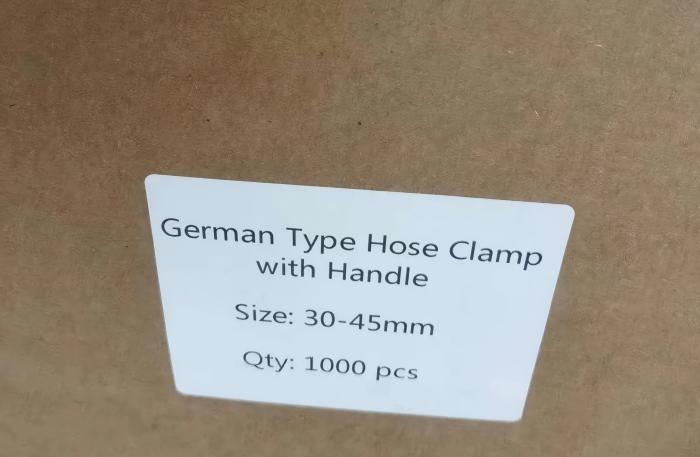 German Type Hose Clamp
with Handle
Size: 30-45mm
Qty: 1000 pcs